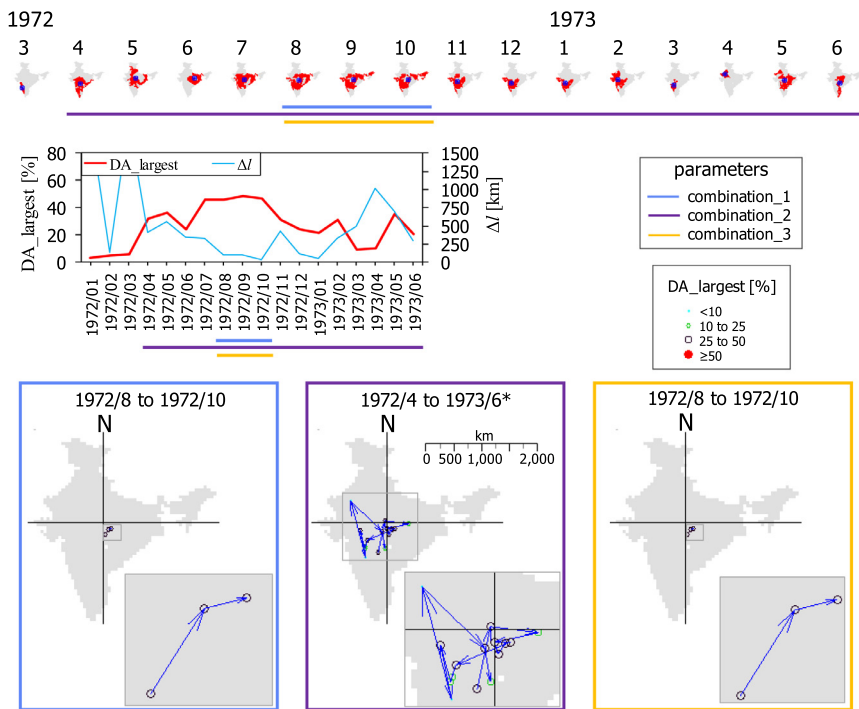 1972 1973
3 4 5 6 7 8 9 10 11 12 1 2 3 4 5 6
DA_largest Δl
DA_largest [%]
80
60
40
20
0
1500
1250
1000
750
500
250
0
Δl [km]
1972/01 1972/02 1972/03 1972/04 1972/05 1972/06 1972/07 1972/08 1972/09 1972/10 1972/11 1972/12 1973/01 1973/02 1973/03 1973/04 1973/05 1973/06
parameters
combination_1
combination_2
combination_3
DA_largest [%]
<10
10 to 25
25 to 50
≥50
1972/8 to 1972/10
N
1972/4 to 1973/6*
N
km
0 500 1,000 2,000
1972/8 to 1972/10
N